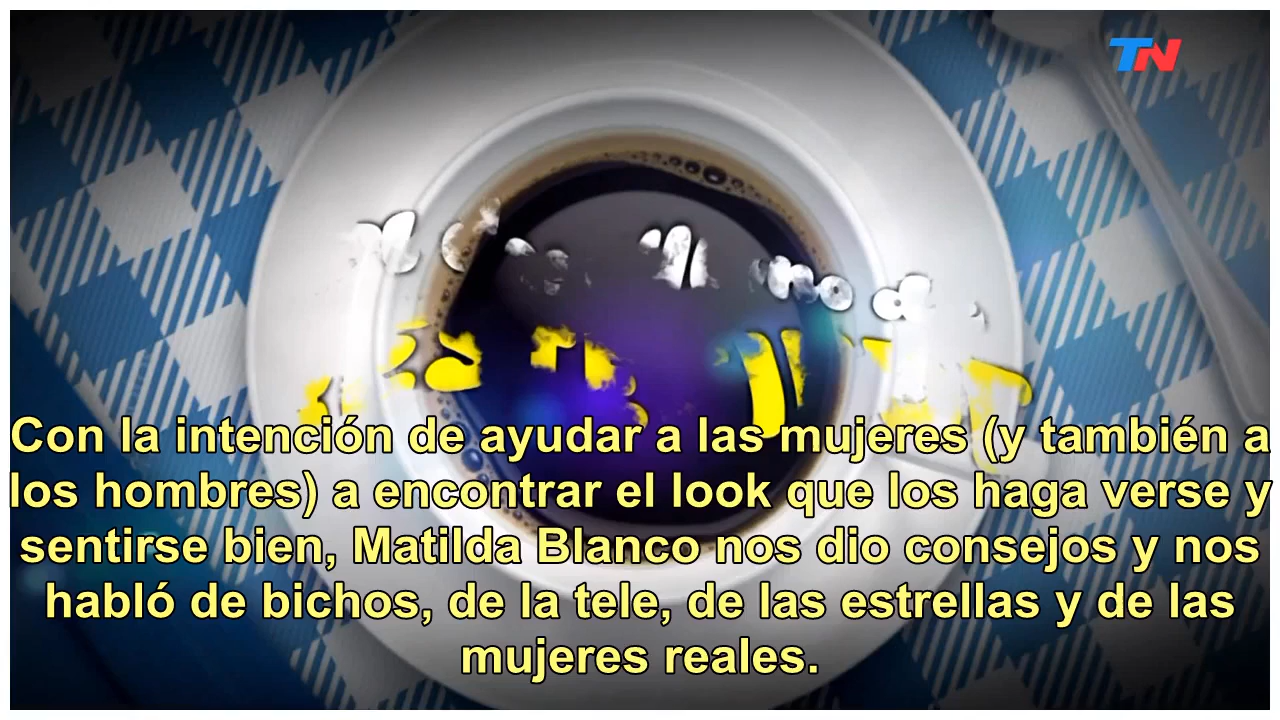 TN
Con la intención de ayudar a las mujeres (y también a
los hombres) a encontrar el look que los haga verse y
sentirse bien, Matilda Blanco nos dio consejos y nos
habló de bichos, de la tele, de las estrellas y de las
mujeres reales.